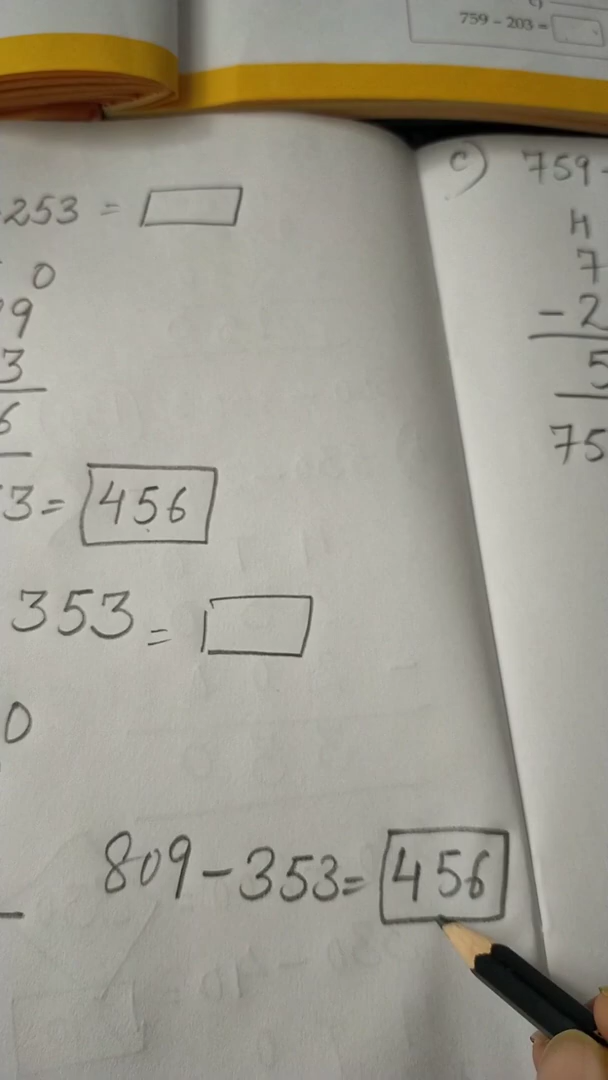 c)
759 - 203 =
253 =
0
9
3
6
3 = 456
353 =
0
809 - 353 = 456
c) 759 -
H
7
- 2
5
75